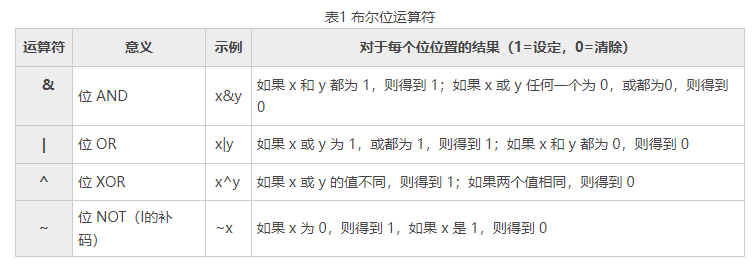 表1 布尔位运算符
运算符 意义 示例 对于每个位位置的结果（1=设定，0=清除）
& 位 AND x&y 如果 x 和 y 都为 1，则得到 1；如果 x 或 y 任何一个为 0，或都为0，则得到
0
| 位 OR x|y 如果 x 或 y 为 1，或都为 1，则得到 1；如果 x 和 y 都为 0，则得到 0
^ 位 XOR x^y 如果 x 或 y 的值不同，则得到 1；如果两个值相同，则得到 0
~ 位 NOT（I的补
码） ~x 如果 x 为 0，则得到 1，如果 x 是 1，则得到 0